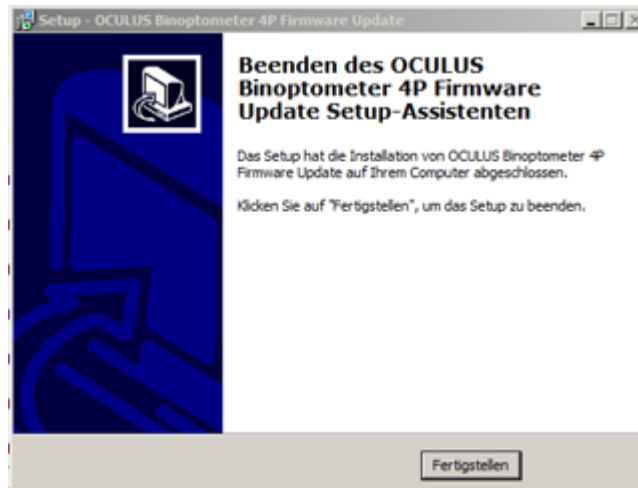 Setup - OCULUS Binoptometer 4P Firmware Update
Beenden des OCULUS
Binoptometer 4P Firmware
Update Setup-Assistenten
Das Setup hat die Installation von OCULUS Binoptometer 4P
Firmware Update auf Ihrem Computer abgeschlossen.
Klicken Sie auf "Fertigstellen", um das Setup zu beenden.
Fertigstellen